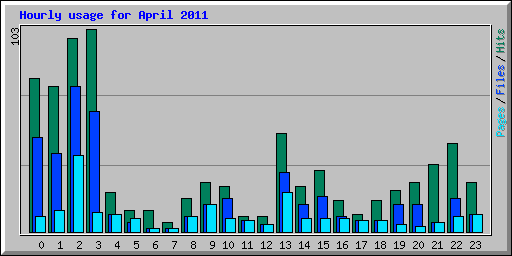 Hourly usage for April 2011
103
Pages/Files/Hits
0 1 2 3 4 5 6 7 8 9 10 11 12 13 14 15 16 17 18 19 20 21 22 23